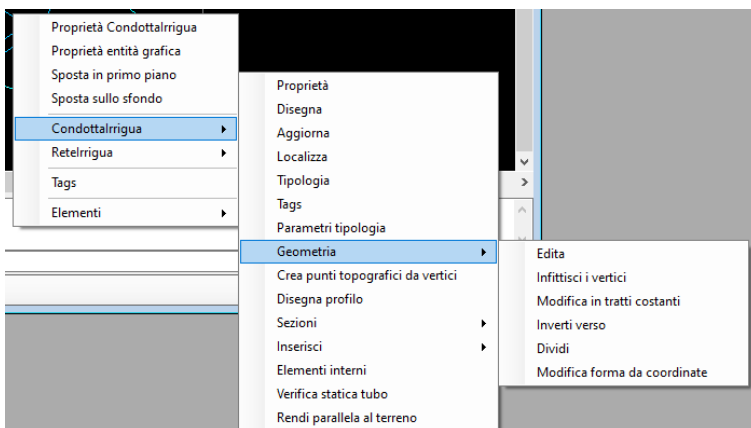 Proprietà CondottaIrrigua
Proprietà entità grafica
Sposta in primo piano
Sposta sullo sfondo
CondottaIrrigua
ReteIrrigua
Tags
Elementi
Proprietà
Disegna
Aggiorna
Localizza
Tipologia
Tags
Parametri tipologia
Geometria
Crea punti topografici da vertici
Disegna profilo
Sezioni
Inserisci
Elementi interni
Verifica statica tubo
Rendi parallela al terreno
Edita
Infittisci i vertici
Modifica in tratti costanti
Inverti verso
Dividi
Modifica forma da coordinate